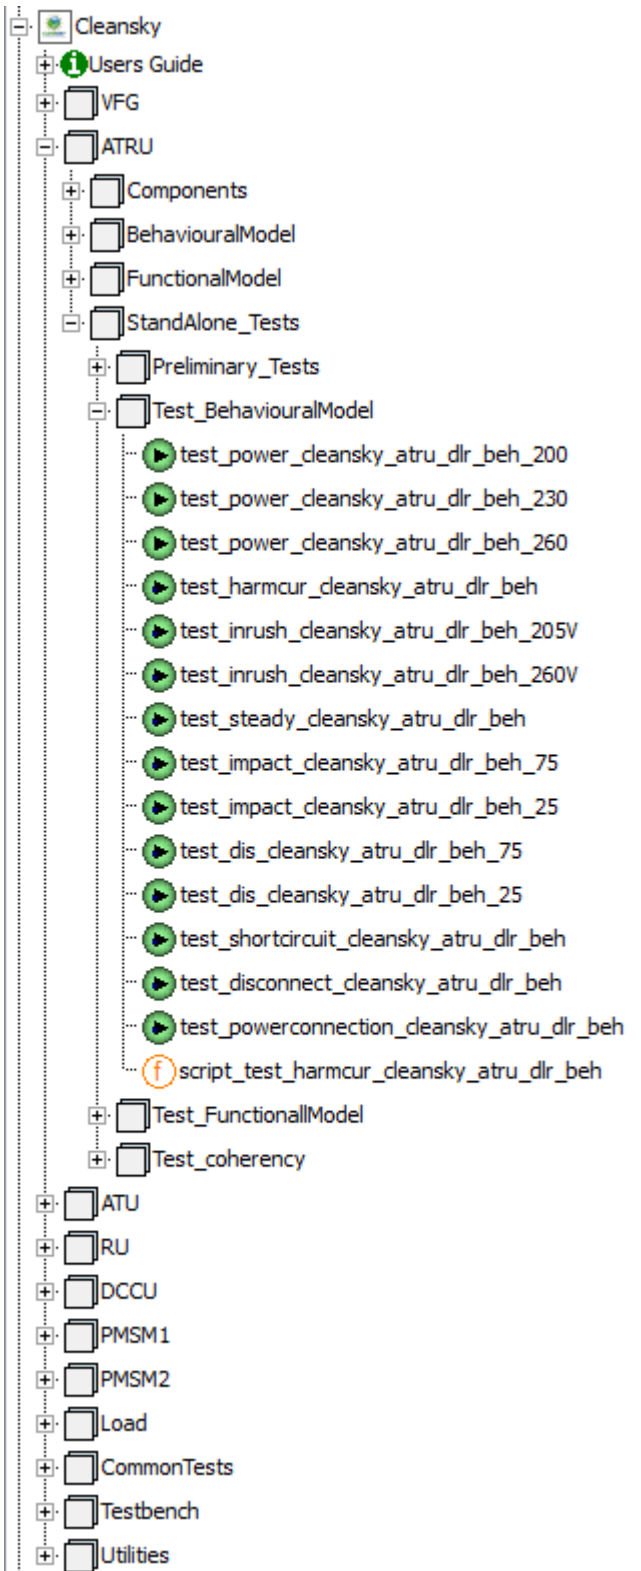 Cleansky
Users Guide
VFG
ATRU
Components
BehaviouralModel
FunctionalModel
StandAlone_Tests
Preliminary_Tests
Test_BehaviouralModel
test_power_cleansky_atru_dlr_beh_200
test_power_cleansky_atru_dlr_beh_230
test_power_cleansky_atru_dlr_beh_260
test_harmcur_cleansky_atru_dlr_beh
test_inrush_cleansky_atru_dlr_beh_205V
test_inrush_cleansky_atru_dlr_beh_260V
test_steady_cleansky_atru_dlr_beh
test_impact_cleansky_atru_dlr_beh_75
test_impact_cleansky_atru_dlr_beh_25
test_dis_cleansky_atru_dlr_beh_75
test_dis_cleansky_atru_dlr_beh_25
test_shortcircuit_cleansky_atru_dlr_beh
test_disconnect_cleansky_atru_dlr_beh
test_powerconnection_cleansky_atru_dlr_beh
f script_test_harmcur_cleansky_atru_dlr_beh
Test_FunctionallModel
Test_coherency
ATU
RU
DCCU
PMSM1
PMSM2
Load
CommonTests
Testbench
Utilities